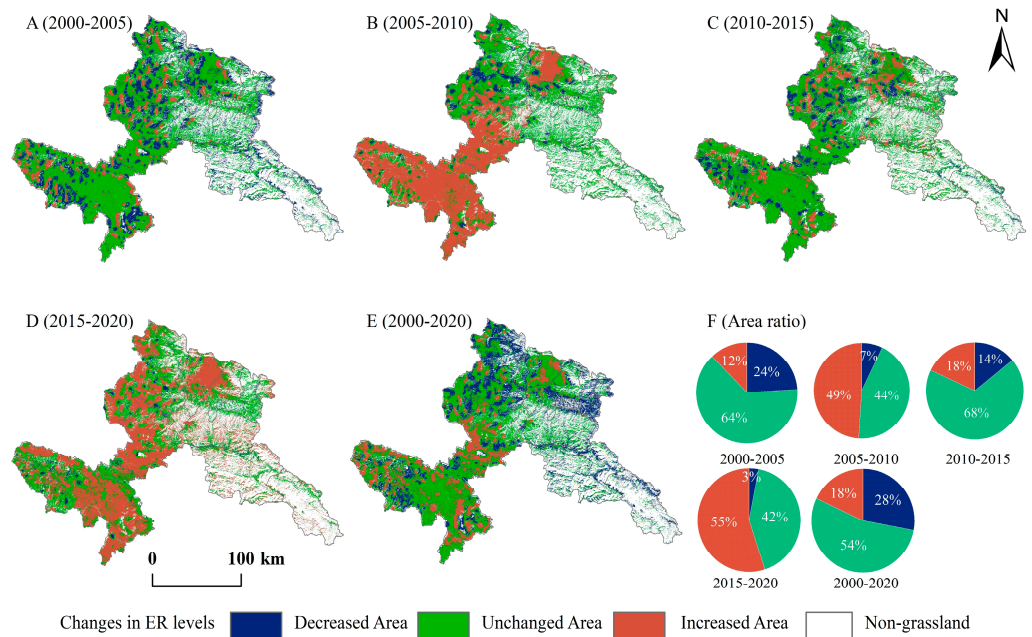 A (2000-2005)
B (2005-2010)
C (2010-2015)
N
D (2015-2020)
E (2000-2020)
F (Area ratio)
12%
24%
64%
2000-2005
7%
49%
44%
2005-2010
18%
14%
68%
2010-2015
3%
55%
42%
2015-2020
18%
28%
54%
2000-2020
0 100 km
Changes in ER levels Decreased Area Unchanged Area Increased Area Non-grassland